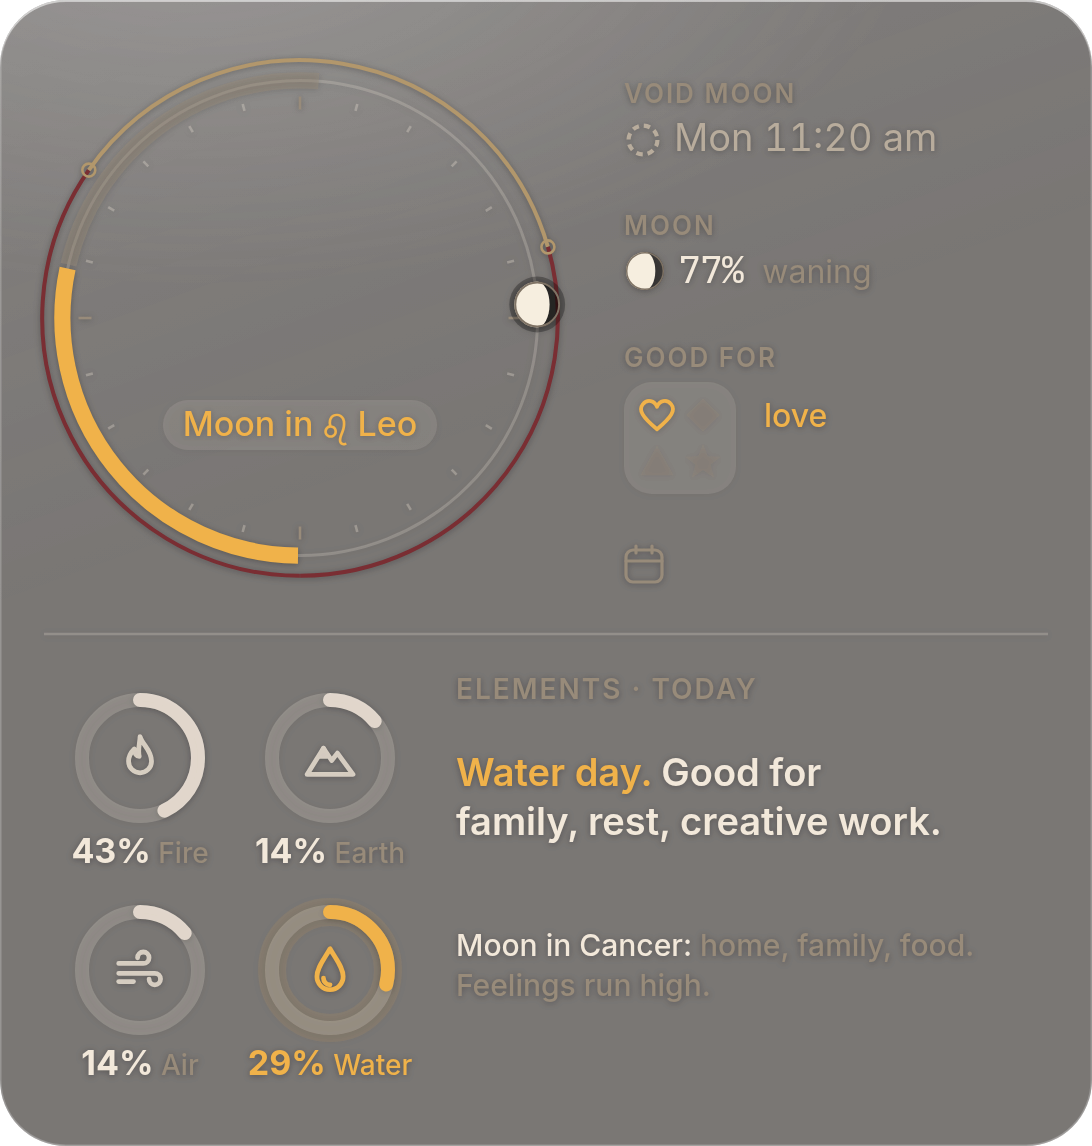 VOID MOON
Mon 11:20 am
MOON
77% waning
GOOD FOR
love
Moon in ♌ Leo
ELEMENTS · TODAY
Water day. Good for
family, rest, creative work.
43% Fire
14% Earth
Moon in Cancer: home, family, food.
Feelings run high.
14% Air
29% Water